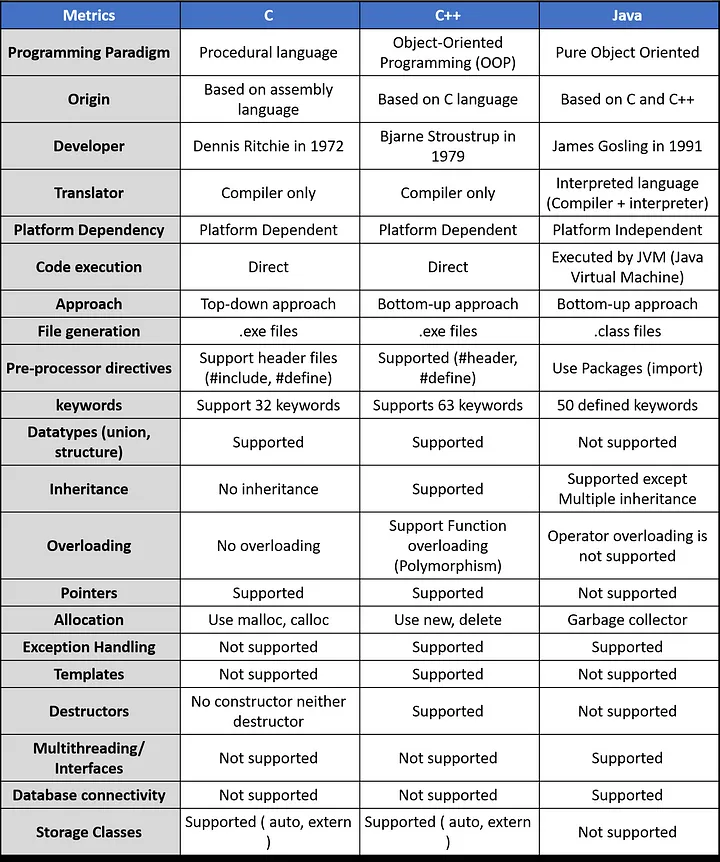 Metrics C C++ Java
Programming Paradigm Procedural language Object-Oriented Programming (OOP) Pure Object Oriented
Origin Based on assembly language Based on C language Based on C and C++
Developer Dennis Ritchie in 1972 Bjarne Stroustrup in 1979 James Gosling in 1991
Translator Compiler only Compiler only Interpreted language (Compiler + interpreter)
Platform Dependency Platform Dependent Platform Dependent Platform Independent
Code execution Direct Direct Executed by JVM (Java Virtual Machine)
Approach Top-down approach Bottom-up approach Bottom-up approach
File generation .exe files .exe files .class files
Pre-processor directives Support header files (#include, #define) Supported (#header, #define) Use Packages (import)
keywords Support 32 keywords Supports 63 keywords 50 defined keywords
Datatypes (union, structure) Supported Supported Not supported
Inheritance No inheritance Supported Supported except Multiple inheritance
Overloading No overloading Support Function overloading (Polymorphism) Operator overloading is not supported
Pointers Supported Supported Not supported
Allocation Use malloc, calloc Use new, delete Garbage collector
Exception Handling Not supported Supported Supported
Templates Not supported Supported Not supported
Destructors No constructor neither destructor Supported Not supported
Multithreading/ Interfaces Not supported Not supported Supported
Database connectivity Not supported Not supported Supported
Storage Classes Supported ( auto, extern ) Supported ( auto, extern ) Not supported